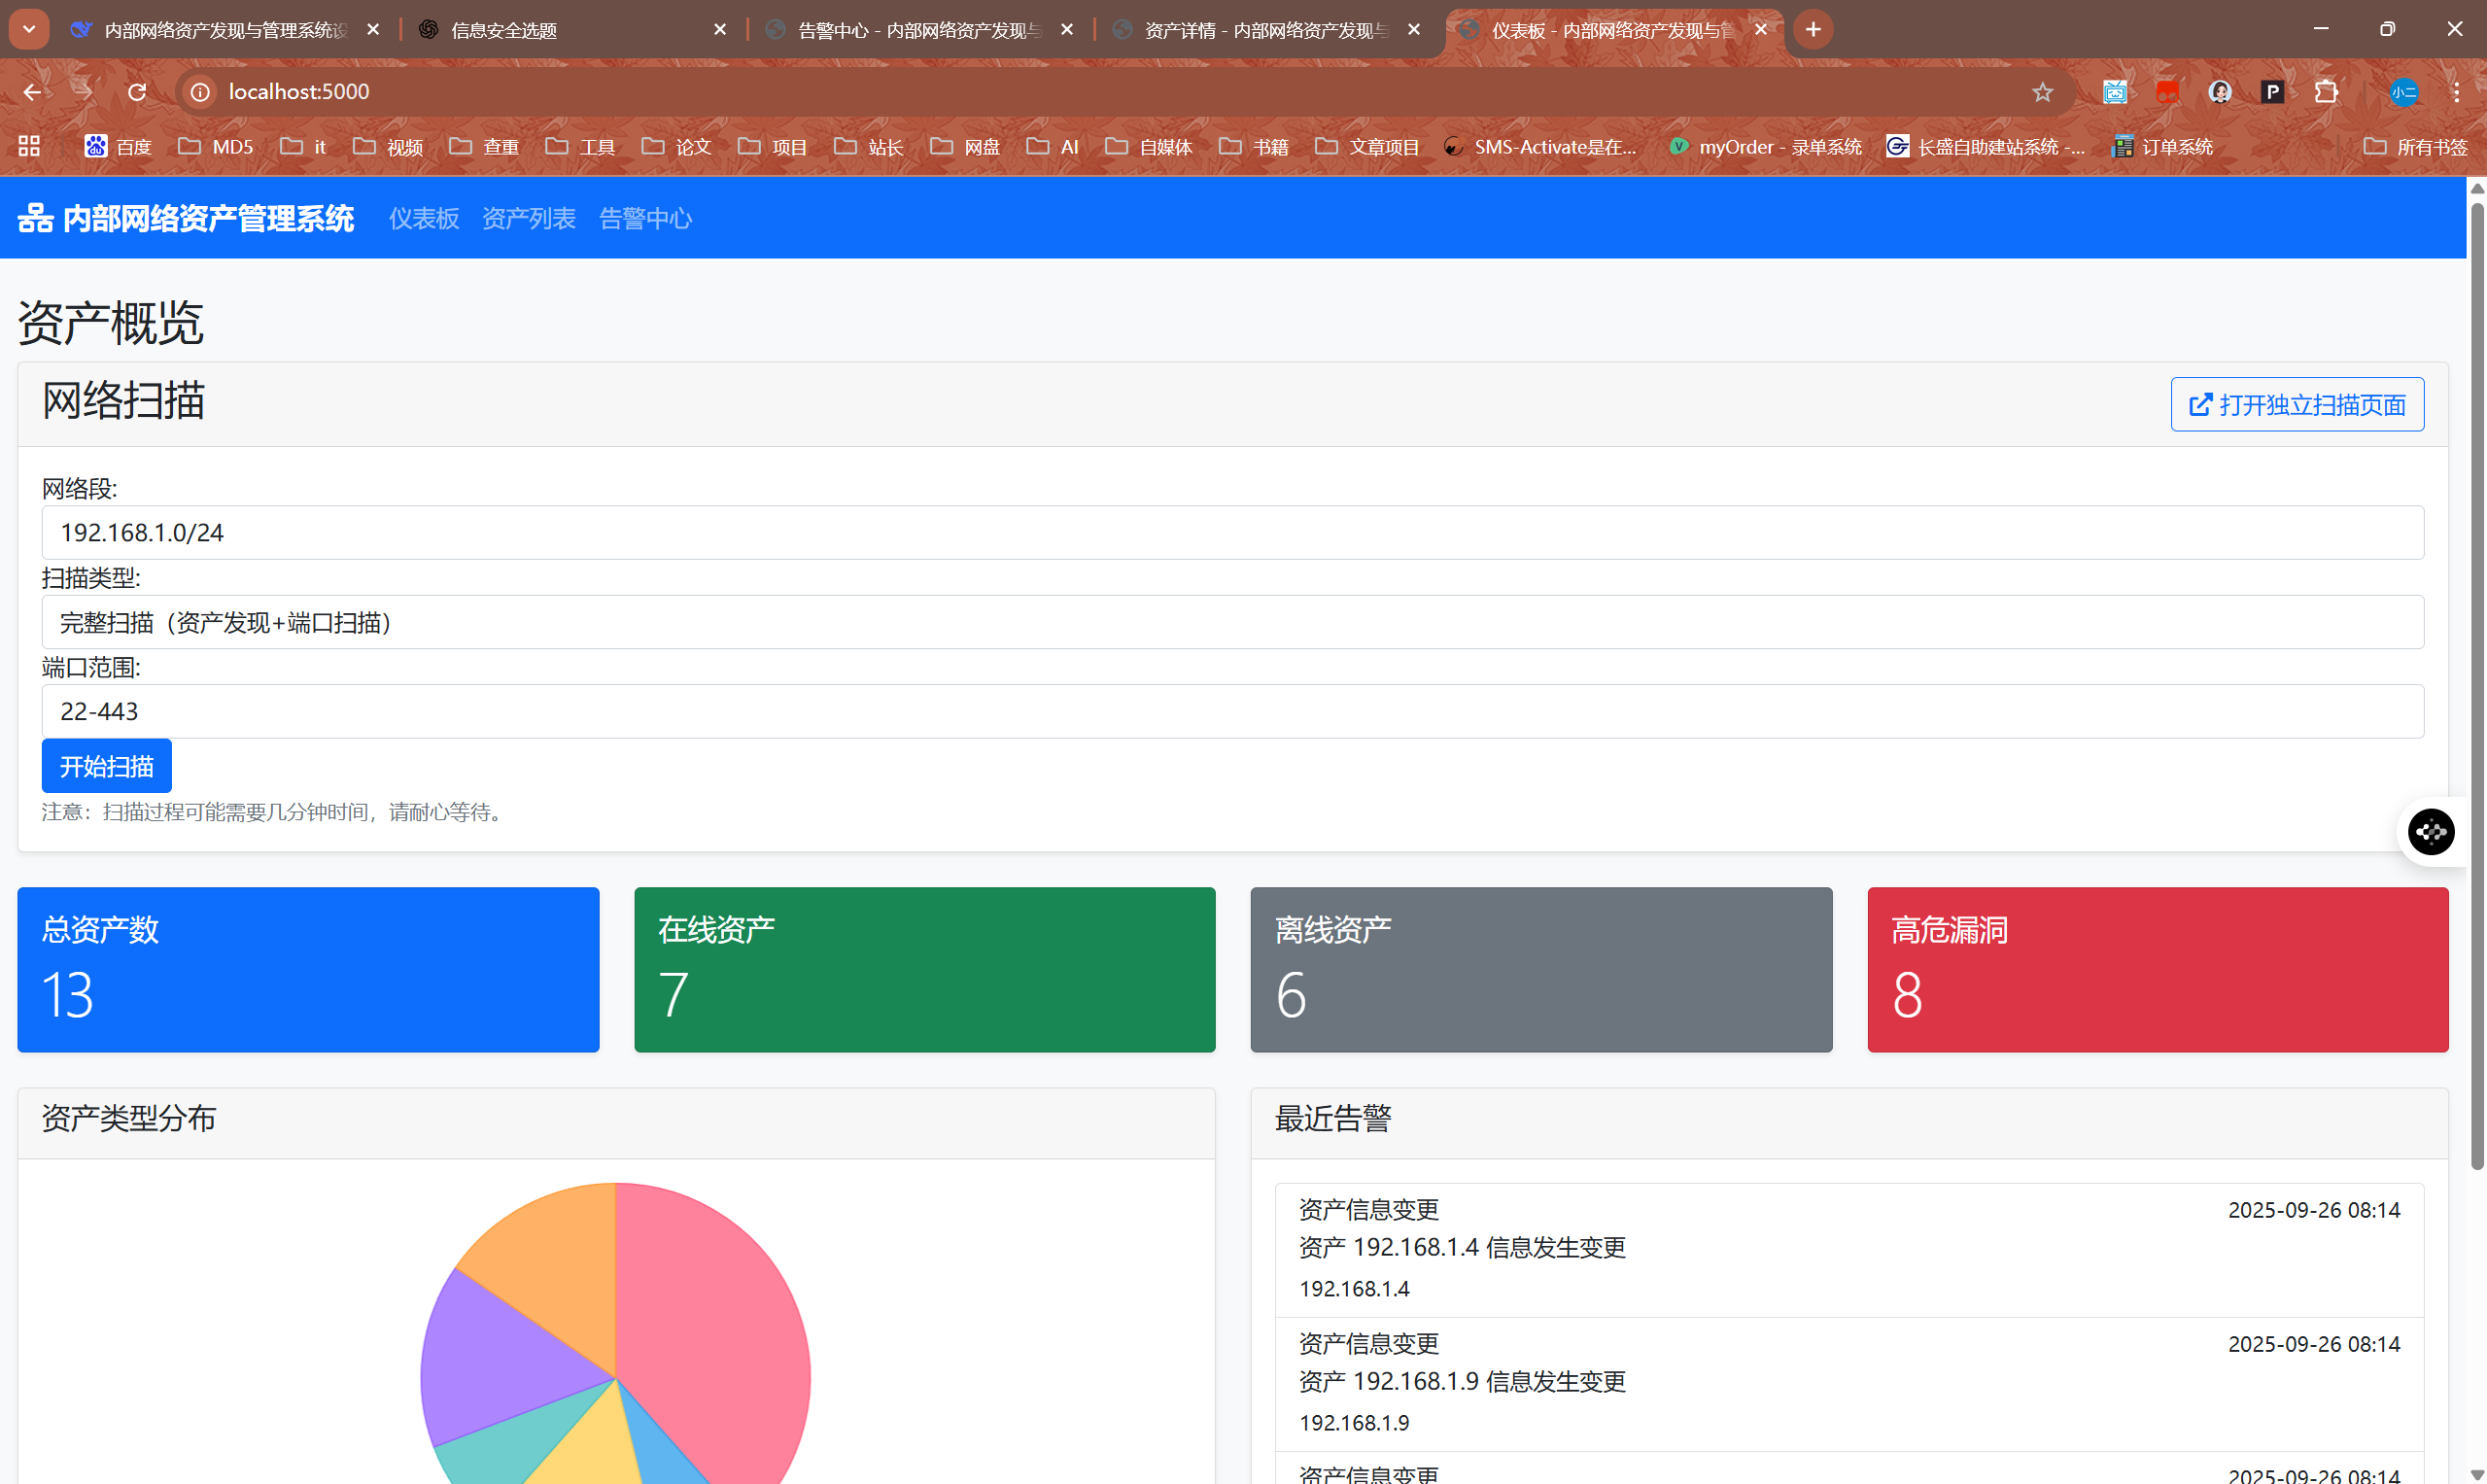 内部网络资产发现与管理系统设
信息安全选题
告警中心 - 内部网络资产发现与
资产详情 - 内部网络资产发现与
仪表板 - 内部网络资产发现与管
localhost:5000
小二
百度
MD5
it
视频
查重
工具
论文
项目
站长
网盘
AI
自媒体
书籍
文章项目
SMS-Activate是在...
myOrder - 录单系统
长盛自助建站系统 -...
订单系统
所有书签
内部网络资产管理系统
仪表板
资产列表
告警中心
资产概览
网络扫描
打开独立扫描页面
网络段:
192.168.1.0/24
扫描类型:
完整扫描（资产发现+端口扫描）
端口范围:
22-443
开始扫描
注意：扫描过程可能需要几分钟时间，请耐心等待。
总资产数
13
在线资产
7
离线资产
6
高危漏洞
8
资产类型分布
最近告警
资产信息变更
2025-09-26 08:14
资产 192.168.1.4 信息发生变更
192.168.1.4
资产信息变更
2025-09-26 08:14
资产 192.168.1.9 信息发生变更
192.168.1.9
资产信息变更
2025-09-26 08:14